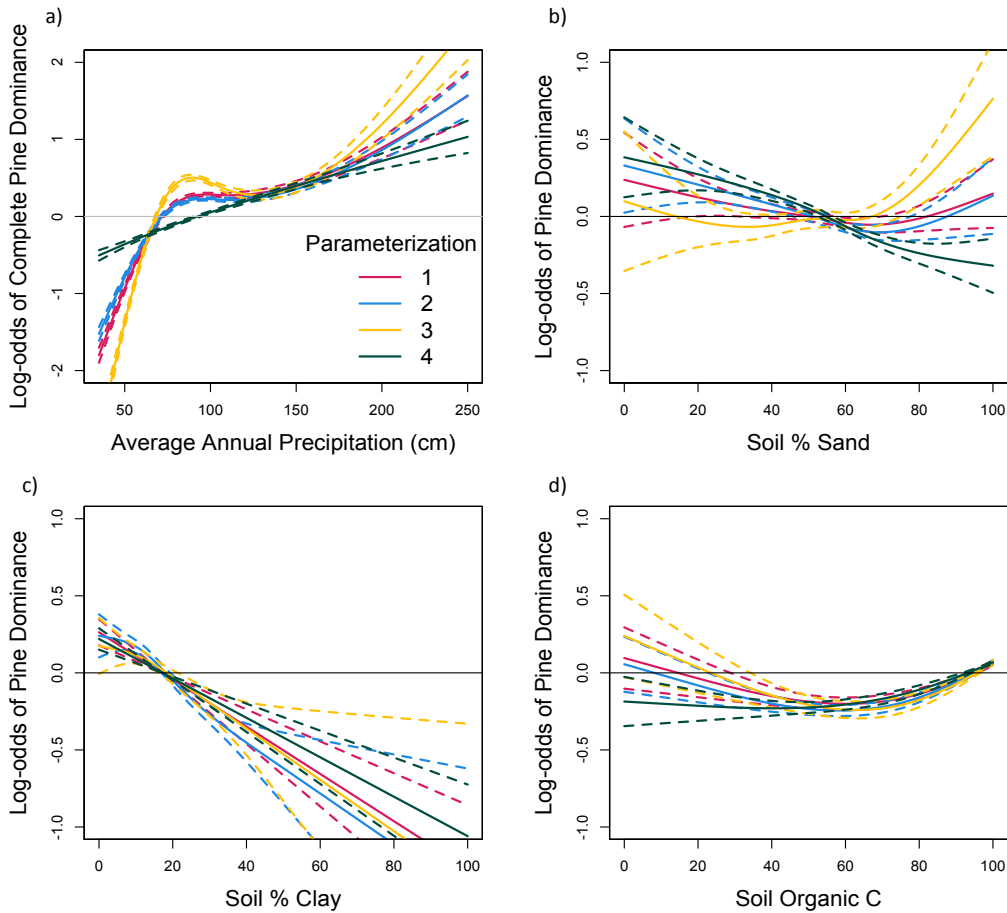 a)
Log-odds of Complete Pine Dominance
2
1
0
-1
-2
Parameterization
1
2
3
4
50 100 150 200 250
Average Annual Precipitation (cm)
b)
Log-odds of Pine Dominance
1.0
0.5
0.0
-0.5
-1.0
0 20 40 60 80 100
Soil % Sand
c)
Log-odds of Pine Dominance
1.0
0.5
0.0
-0.5
-1.0
0 20 40 60 80 100
Soil % Clay
d)
Log-odds of Pine Dominance
1.0
0.5
0.0
-0.5
-1.0
0 20 40 60 80 100
Soil Organic C